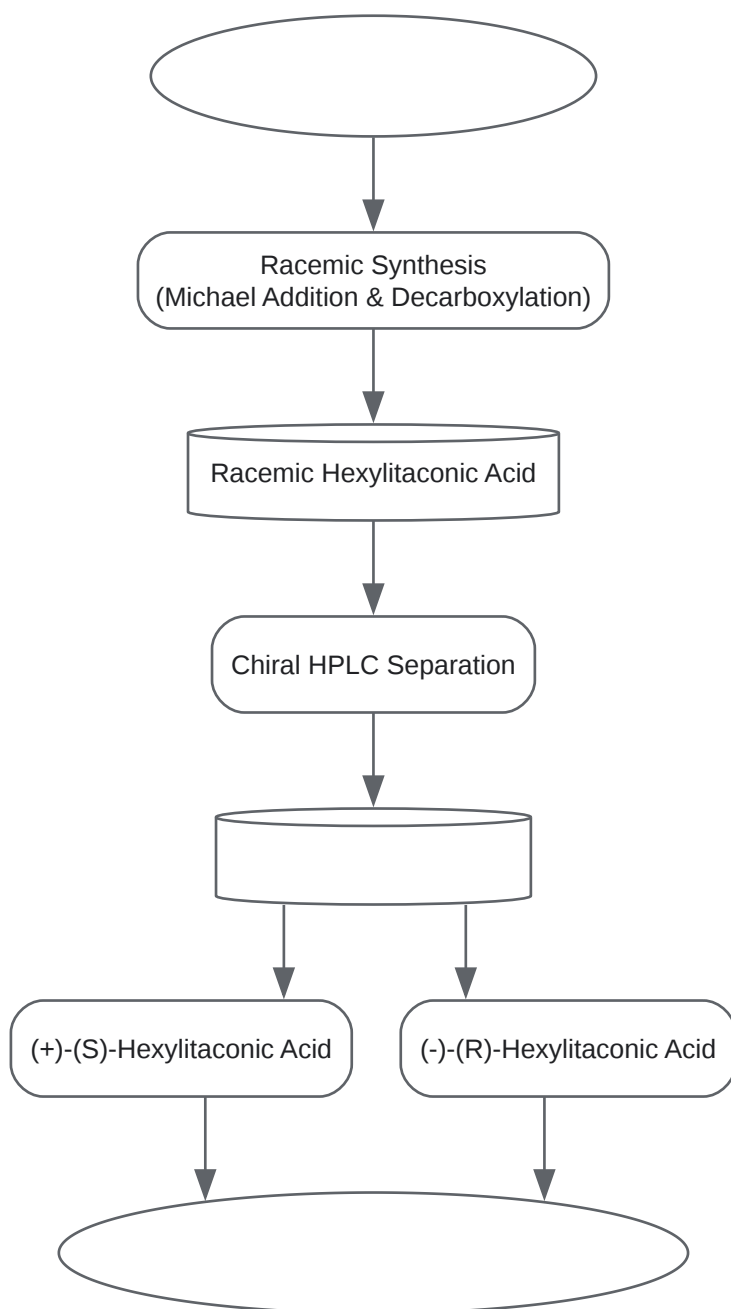 Racemic Synthesis
(Michael Addition & Decarboxylation)
Racemic Hexylitaconic Acid
Chiral HPLC Separation
(+)-(S)-Hexylitaconic Acid
(-)-(R)-Hexylitaconic Acid